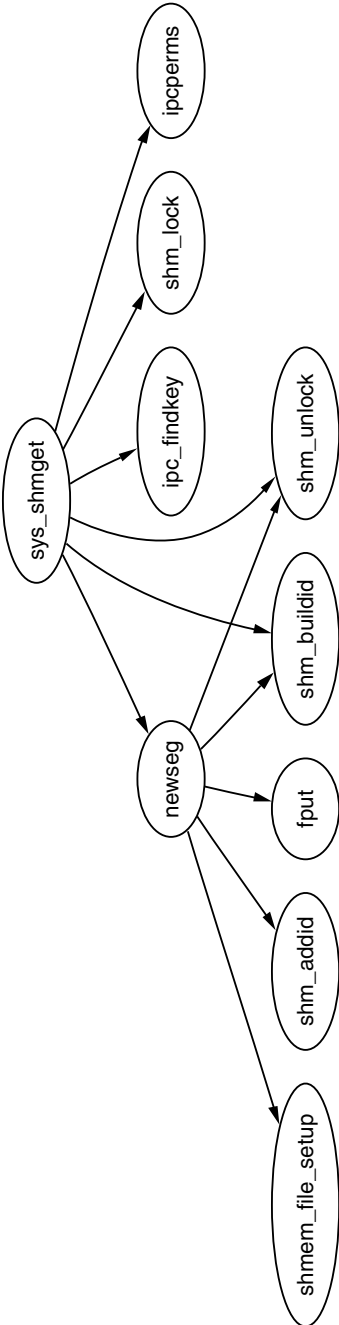 sys_shmget
newseg
ipc_findkey
shm_lock
ipcperms
shmem_file_setup
shm_addid
fput
shm_buildid
shm_unlock